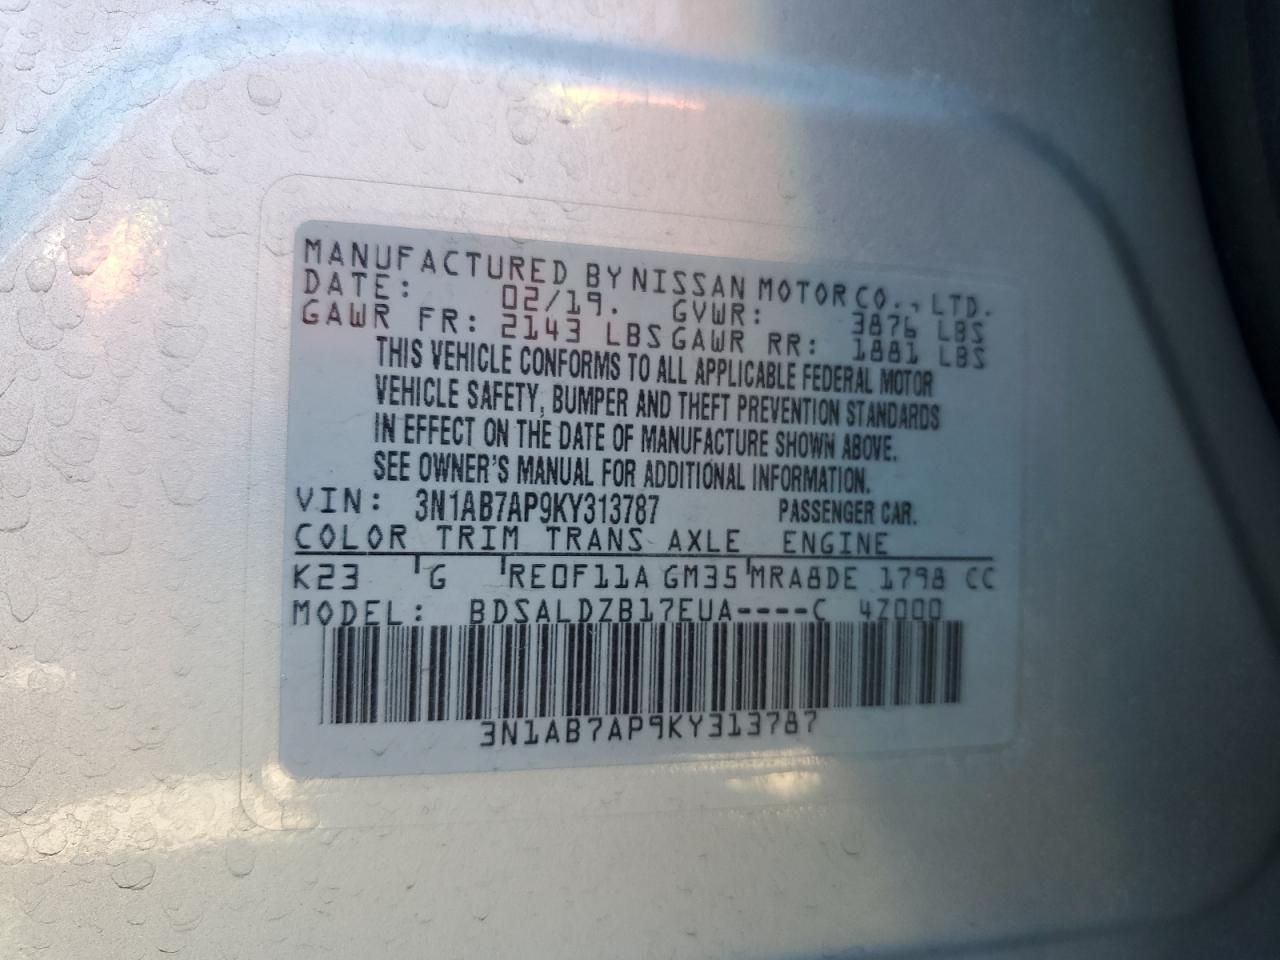 MANUFACTURED BY NISSAN MOTOR CO., LTD.
DATE: 02/19. GVWR: 3876 LBS
GAWR FR: 2143 LBS GAWR RR: 1881 LBS
THIS VEHICLE CONFORMS TO ALL APPLICABLE FEDERAL MOTOR
VEHICLE SAFETY, BUMPER AND THEFT PREVENTION STANDARDS
IN EFFECT ON THE DATE OF MANUFACTURE SHOWN ABOVE.
SEE OWNER'S MANUAL FOR ADDITIONAL INFORMATION.
VIN: 3N1AB7AP9KY313787 PASSENGER CAR.
COLOR TRIM TRANS AXLE ENGINE
K23 G RE0F11A GM35 MRA8DE 1798 CC
MODEL: BDSALDZB17EUA----C 4Z000
3N1AB7AP9KY313787